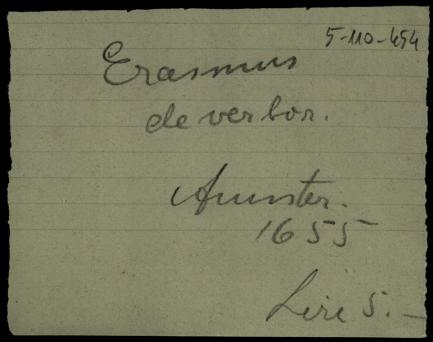 5-110-454
Erasmus
de verbor.
Amster.
1655
Lire 5.-